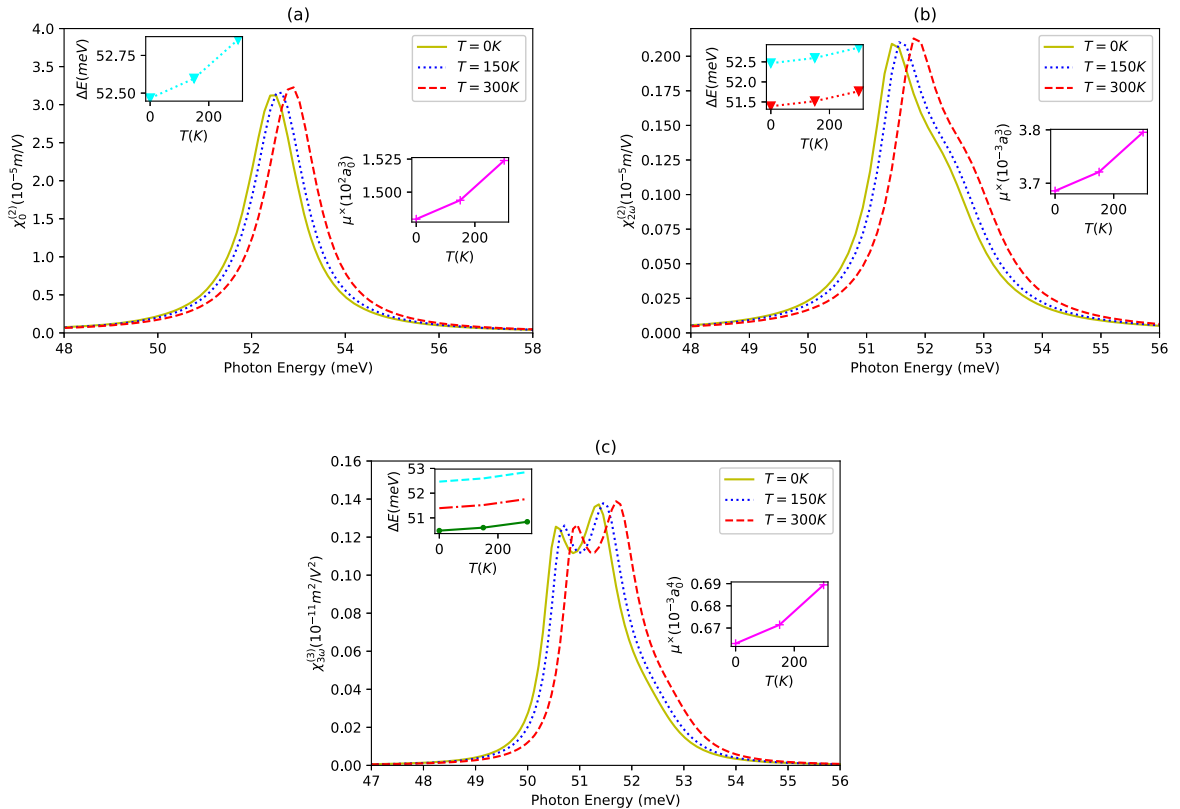 (a)
4.0
3.5
3.0
2.5
2.0
1.5
1.0
0.5
0.0
χ₀⁽²⁾(10⁻⁵m/V)
48 50 52 54 56 58
Photon Energy (meV)
52.75
52.50
ΔE(meV)
0 200
T(K)
T = 0K
T = 150K
T = 300K
1.525
1.500
μ×(10²a₀³)
0 200
T(K)
(b)
0.200
0.175
0.150
0.125
0.100
0.075
0.050
0.025
0.000
χ₂ω⁽²⁾(10⁻⁵m/V)
48 49 50 51 52 53 54 55 56
Photon Energy (meV)
52.5
51.5
ΔE(meV)
0 200
T(K)
T = 0K
T = 150K
T = 300K
3.8
3.7
μ×(10⁻³a₀³)
0 200
T(K)
(c)
0.16
0.14
0.12
0.10
0.08
0.06
0.04
0.02
0.00
χ₃ω⁽³⁾(10⁻¹¹m²/V²)
47 48 49 50 51 52 53 54 55 56
Photon Energy (meV)
53
52
51
ΔE(meV)
0 200
T(K)
T = 0K
T = 150K
T = 300K
0.69
0.68
0.67
μ×(10⁻³a₀⁴)
0 200
T(K)